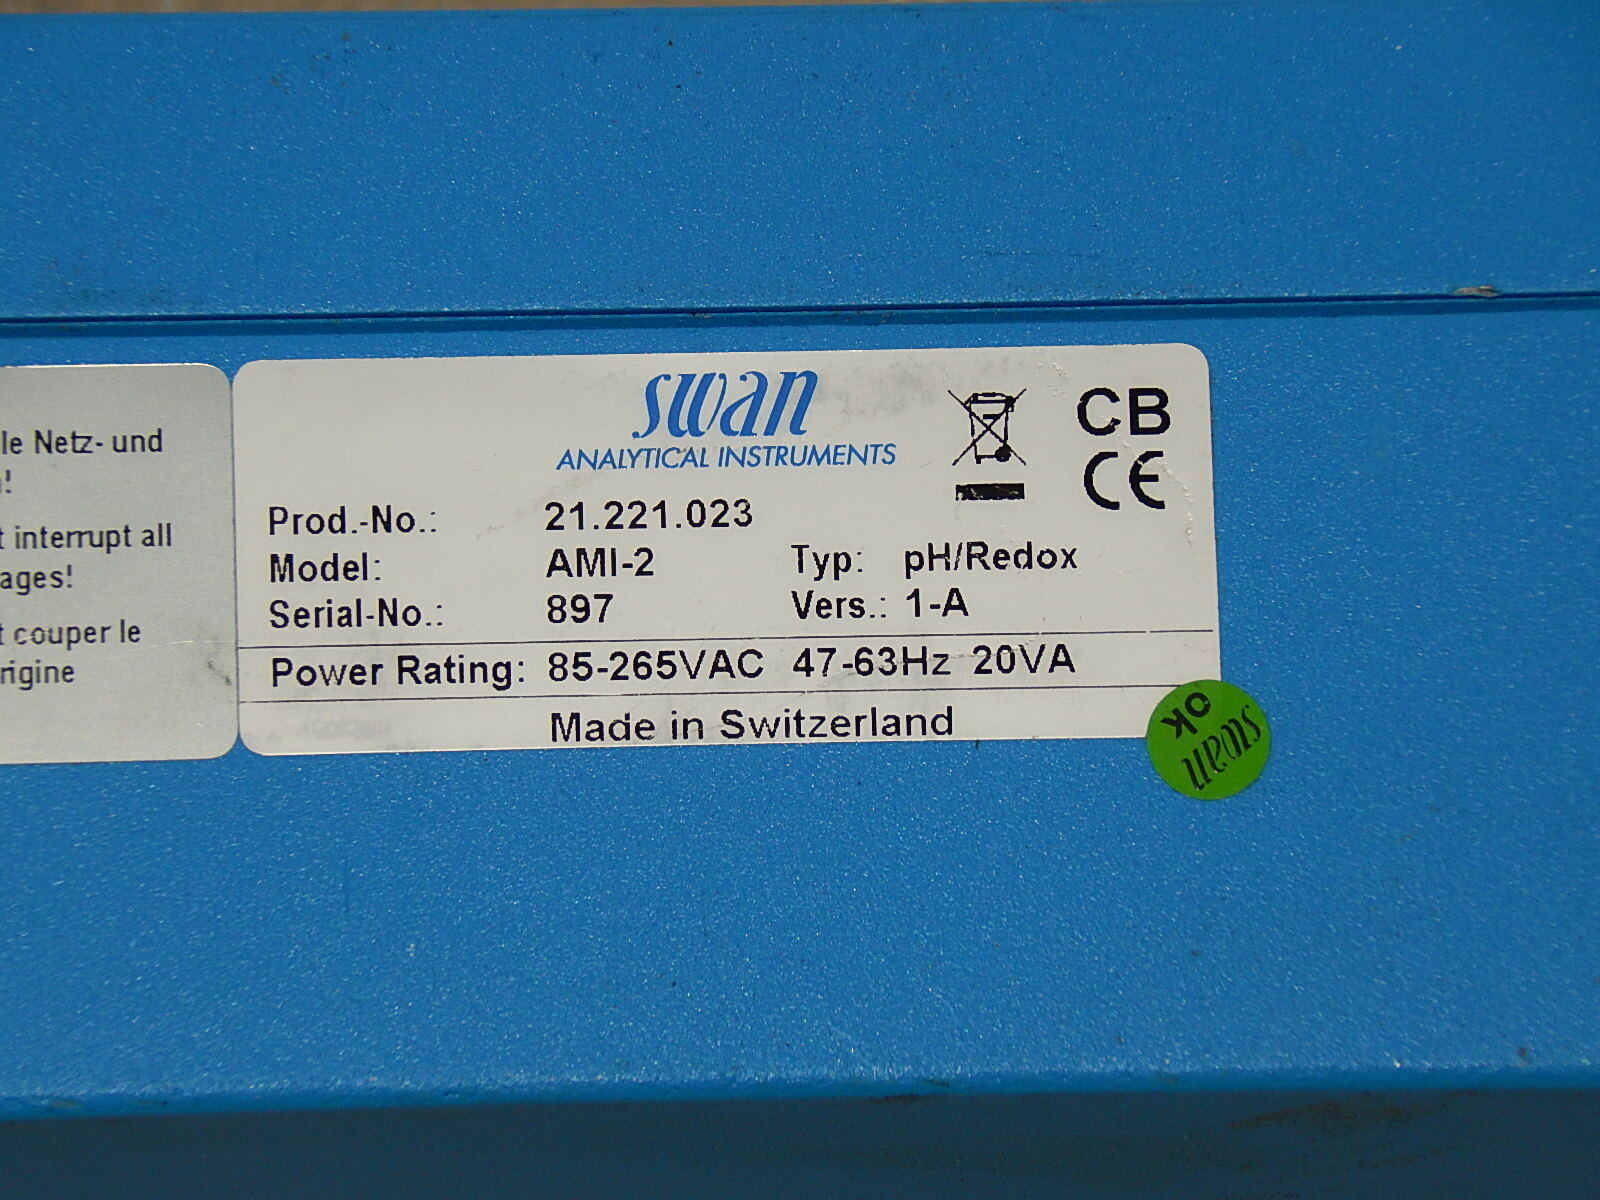 le Netz- und
!
t interrupt all
ages!
t couper le
rigine
swan
ANALYTICAL INSTRUMENTS
CB
CE
Prod.-No.: 21.221.023
Model: AMI-2 Typ: pH/Redox
Serial-No.: 897 Vers.: 1-A
Power Rating: 85-265VAC 47-63Hz 20VA
Made in Switzerland
swan
OK